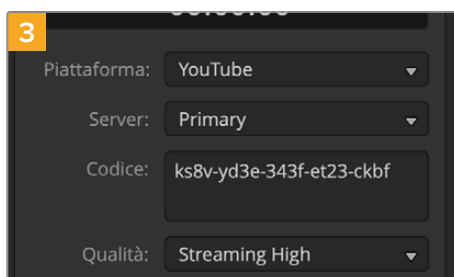 3
Piattaforma: YouTube
Server: Primary
Codice: ks8v-yd3e-343f-et23-ckbf
Qualità: Streaming High